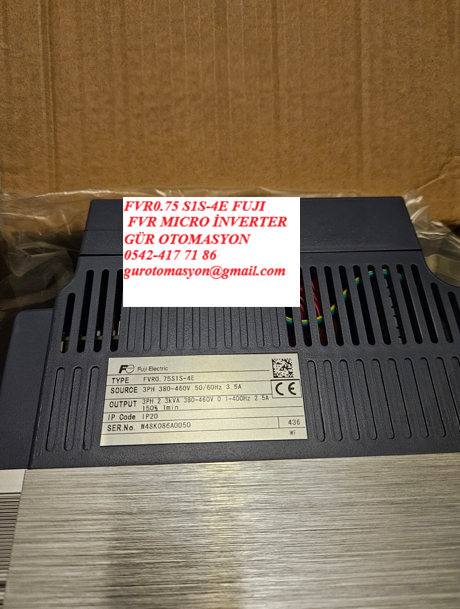 FVR0.75 S1S-4E FUJI
FVR MICRO İNVERTER
GÜR OTOMASYON
0542-417 71 86
gurotomasyon@gmail.com
Fuji Electric
TYPE FVR0.75S1S-4E
SOURCE 3PH 380-460V 50/60Hz 3.5A
OUTPUT 3PH 2.3kVA 380-460V 0.1-400Hz 2.5A
150% 1min
IP Code IP20
SER.No. W48K086A0050 436
CE